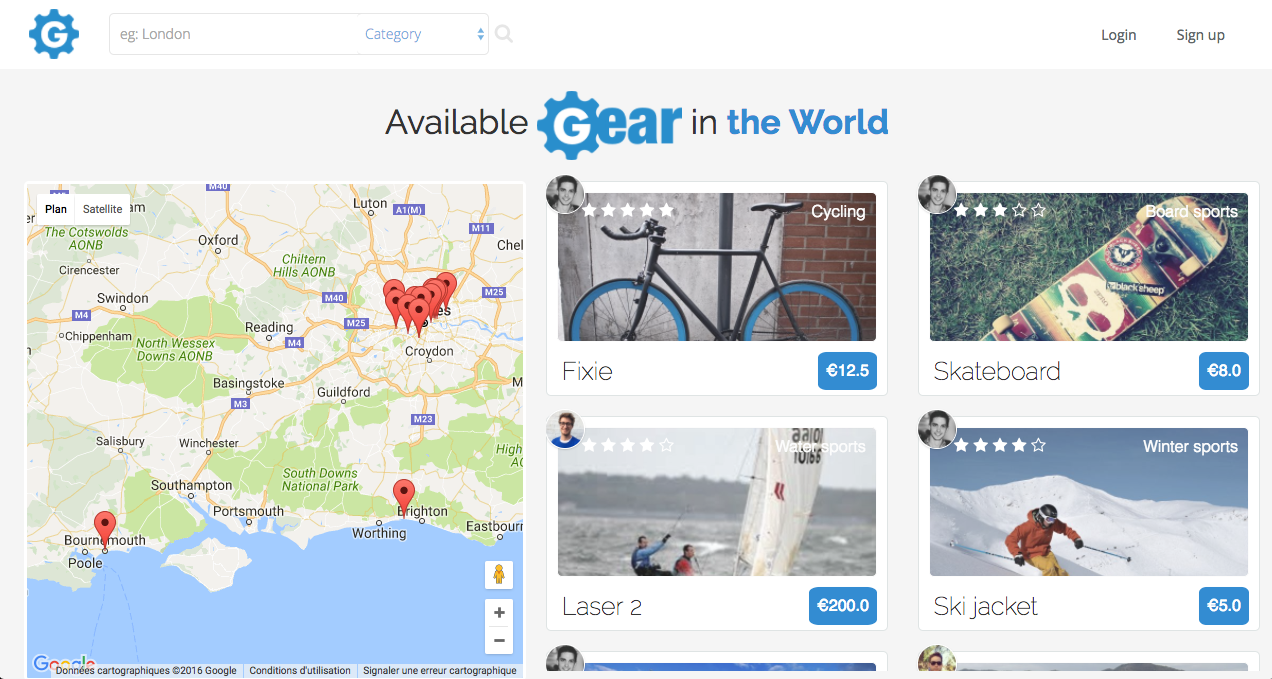 G
eg: London
Category
Login
Sign up
Available Gear in the World
Plan
Satellite
M40
Luton
A1(M)
M11
The Cotswolds
AONB
Oxford
Chel
Chiltern
Hills AONB
Cirencester
Swindon
M40
M25
M4
M25
Chippenham
Reading
North Wessex
Downs AONB
M4
Croydon
Basingstoke
Guildford
M3
M23
Salisbury
Winchester
High
AO
South Downs
National Park
Southampton
Portsmouth
Brighton
Bournemouth
Worthing
Eastbourn
Poole
Google
Données cartographiques ©2016 Google
Conditions d'utilisation
Signaler une erreur cartographique
Cycling
Fixie
€12.5
Board sports
blacksheep
Skateboard
€8.0
Water sports
Laser 2
€200.0
Winter sports
Ski jacket
€5.0